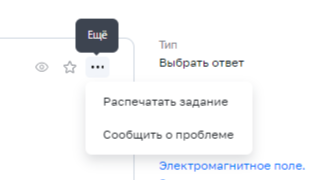 Ещё
Тип
Выбрать ответ
Распечатать задание
Сообщить о проблеме
Электромагнитное поле.